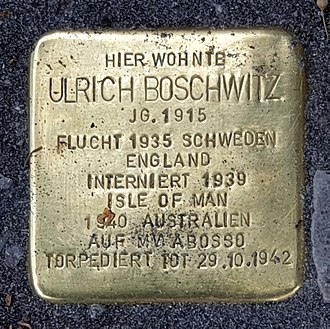 HIER WOHNTE
ULRICH BOSCHWITZ
JG. 1915
FLUCHT 1935 SCHWEDEN
ENGLAND
INTERNIERT 1939
ISLE OF MAN
1940 AUSTRALIEN
AUF MV ABOSSO
TORPEDIERT TOT 29.10.1942